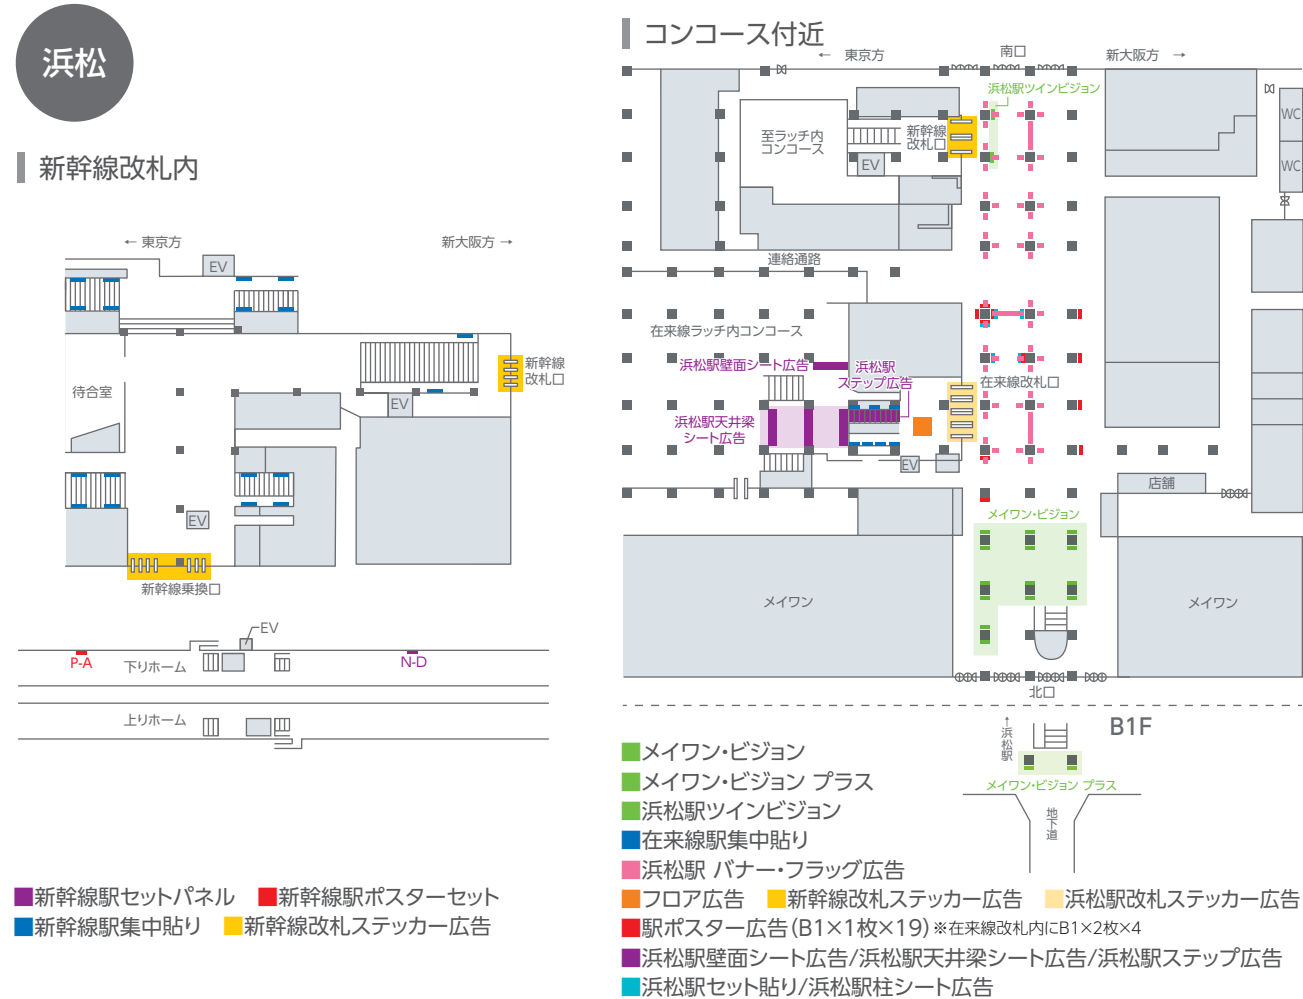 浜松
新幹線改札内
← 東京方
新大阪方 →
EV
新幹線
改札口
待合室
EV
EV
新幹線乗換口
EV
P-A
下りホーム
N-D
上りホーム
新幹線駅セットパネル
新幹線駅ポスターセット
新幹線駅集中貼り
新幹線改札ステッカー広告
コンコース付近
← 東京方
南口
新大阪方 →
浜松駅ツインビジョン
至ラッチ内
コンコース
新幹線
改札口
EV
WC
WC
連絡通路
在来線ラッチ内コンコース
浜松駅壁面シート広告
浜松駅
ステップ広告
在来線改札口
浜松駅天井梁
シート広告
EV
店舗
メイワン・ビジョン
メイワン
メイワン
北口
↑浜松駅
B1F
メイワン・ビジョン プラス
地下道
メイワン・ビジョン
メイワン・ビジョン プラス
浜松駅ツインビジョン
在来線駅集中貼り
浜松駅 バナー・フラッグ広告
フロア広告
新幹線改札ステッカー広告
浜松駅改札ステッカー広告
駅ポスター広告(B1×1枚×19) ※在来線改札内にB1×2枚×4
浜松駅壁面シート広告/浜松駅天井梁シート広告/浜松駅ステップ広告
浜松駅セット貼り/浜松駅柱シート広告